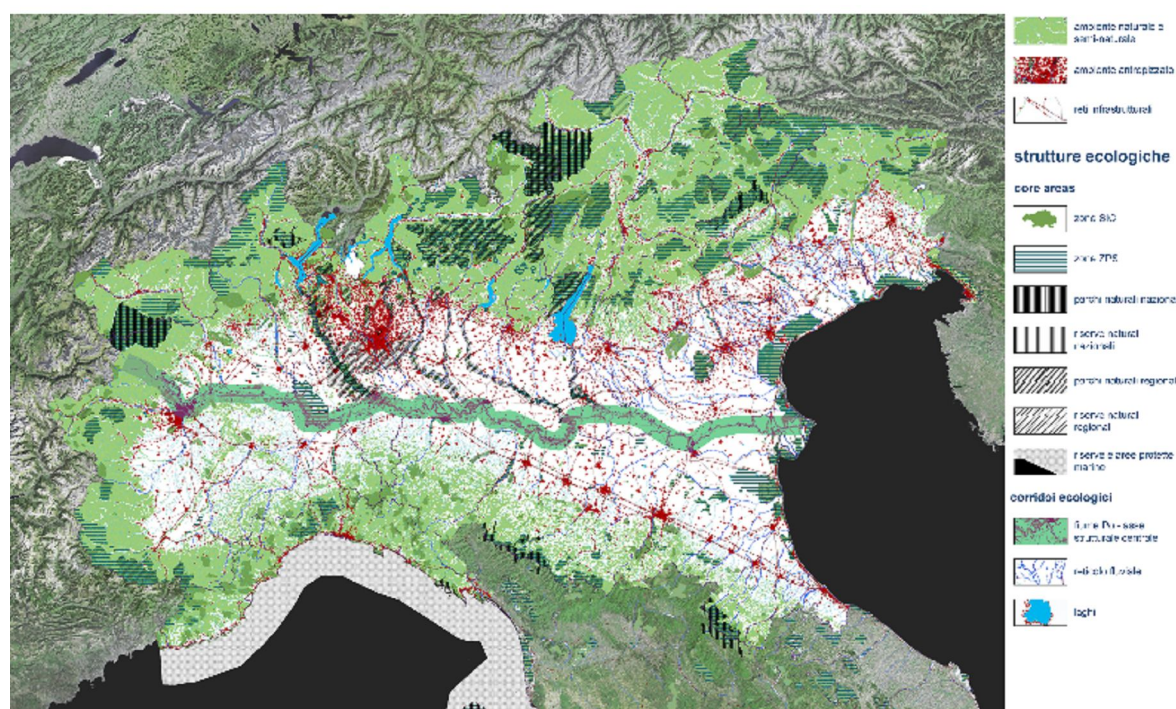 ambiente naturale e
semi-naturale
ambiente antropizzato
reti infrastrutturali
strutture ecologiche
core areas
zone SIC
zone ZPS
parchi naturali nazional
riserve naturali
nazionali
parchi naturali regional
riserve naturali
regionali
riserve e aree protette
marine
corridoi ecologici
fiume Po - asse
strutturale centrale
reticolo fluviale
laghi